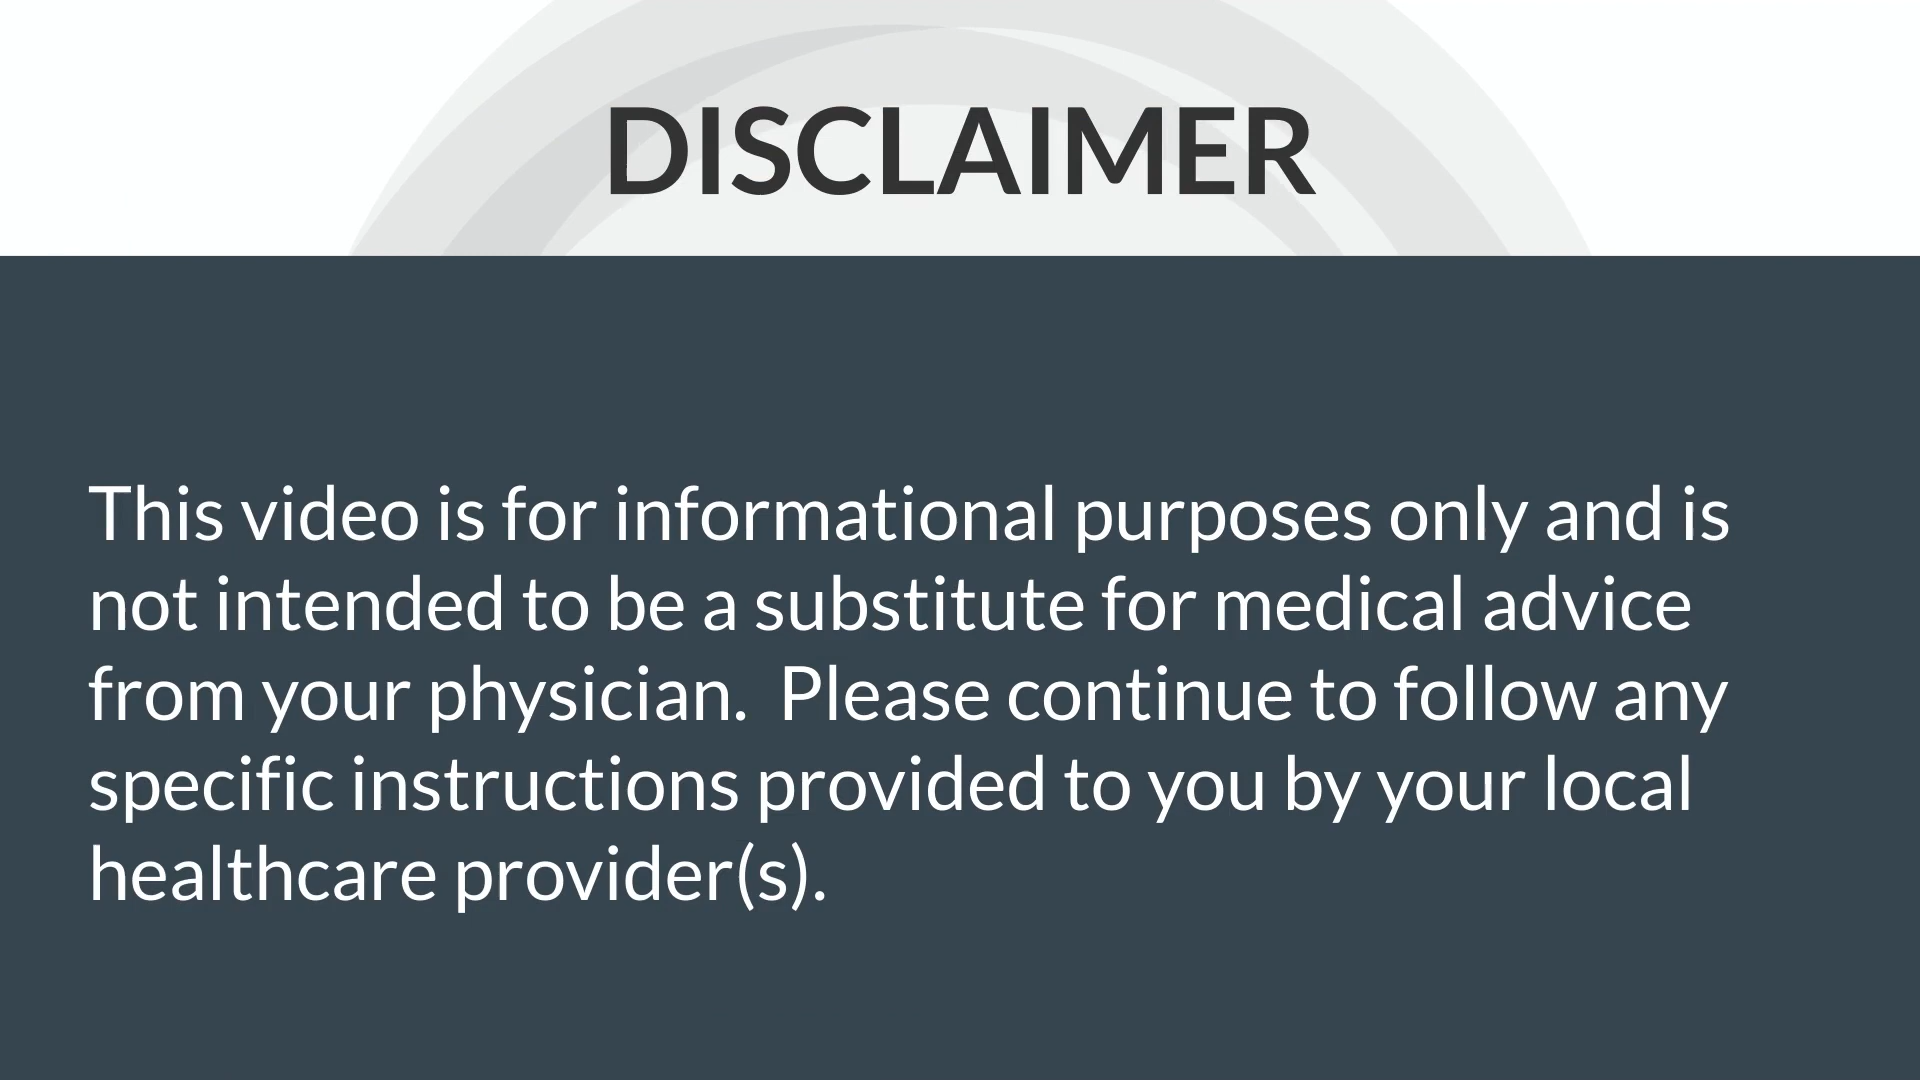 DISCLAIMER
This video is for informational purposes only and is
not intended to be a substitute for medical advice
from your physician.  Please continue to follow any
specific instructions provided to you by your local
healthcare provider(s).